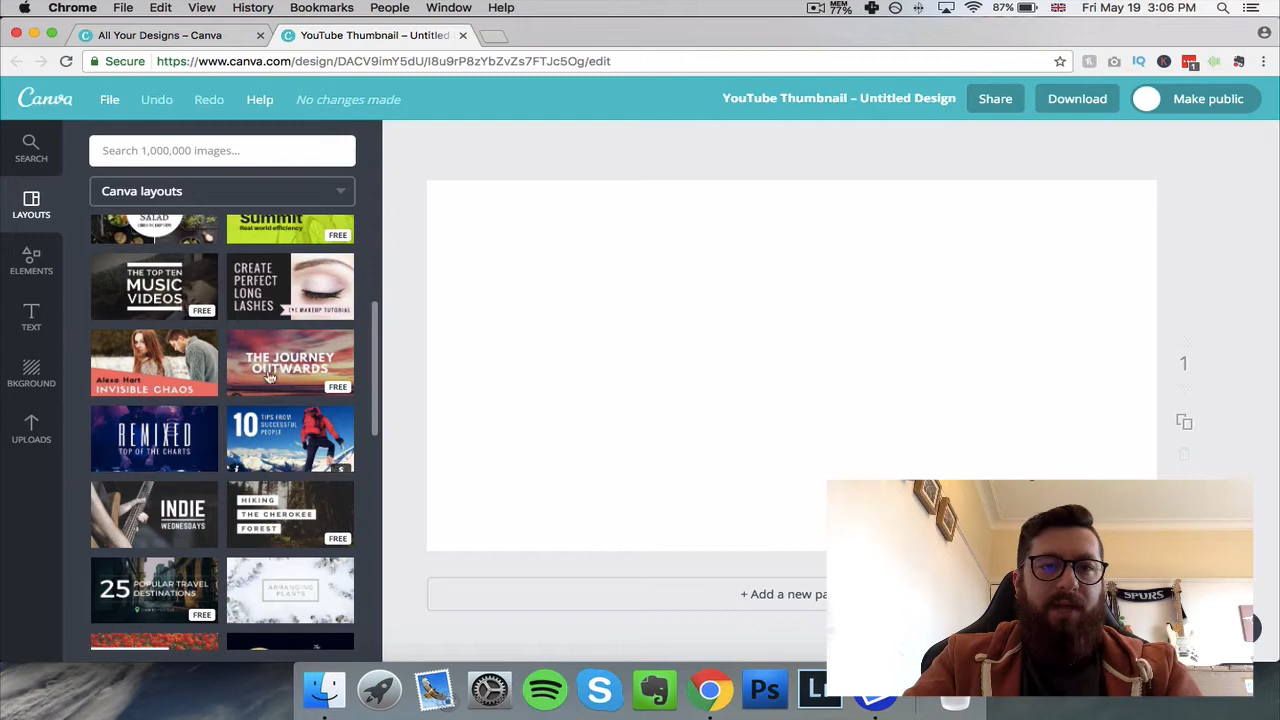 Chrome File Edit View History Bookmarks People Window Help MEM 77% 87% Fri May 19 3:06 PM
All Your Designs – Canva YouTube Thumbnail – Untitled
Secure https://www.canva.com/design/DACV9imY5dU/I8u9rP8zYbZvZs7FTJc5Og/edit
Canva File Undo Redo Help No changes made YouTube Thumbnail – Untitled Design Share Download Make public
SEARCH
LAYOUTS
ELEMENTS
TEXT
BKGROUND
UPLOADS
Search 1,000,000 images...
Canva layouts
SALAD
Summit
Real world efficiency
FREE
THE TOP TEN
MUSIC
VIDEOS
FREE
CREATE
PERFECT
LONG
LASHES
EYE MAKEUP TUTORIAL
Alexa Hart
INVISIBLE CHAOS
THE JOURNEY
OUTWARDS
FREE
REMIXED
TOP OF THE CHARTS
10 TIPS FROM
SUCCESSFUL
PEOPLE
INDIE
WEDNESDAYS
HIKING
THE CHEROKEE
FOREST
FREE
25 POPULAR TRAVEL
DESTINATIONS
FREE
ARRANGING
PLANTS
1
+ Add a new pa
SPURS
Ps